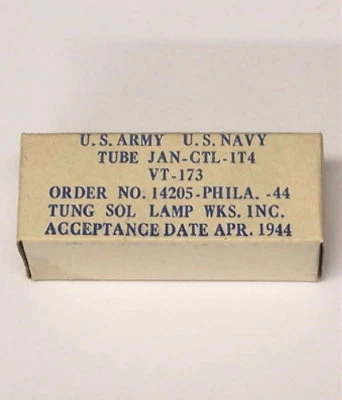 U.S. ARMY U.S. NAVY
TUBE JAN-CTL-1T4
VT-173
ORDER NO. 14205-PHILA. -44
TUNG SOL LAMP WKS. INC.
ACCEPTANCE DATE APR. 1944